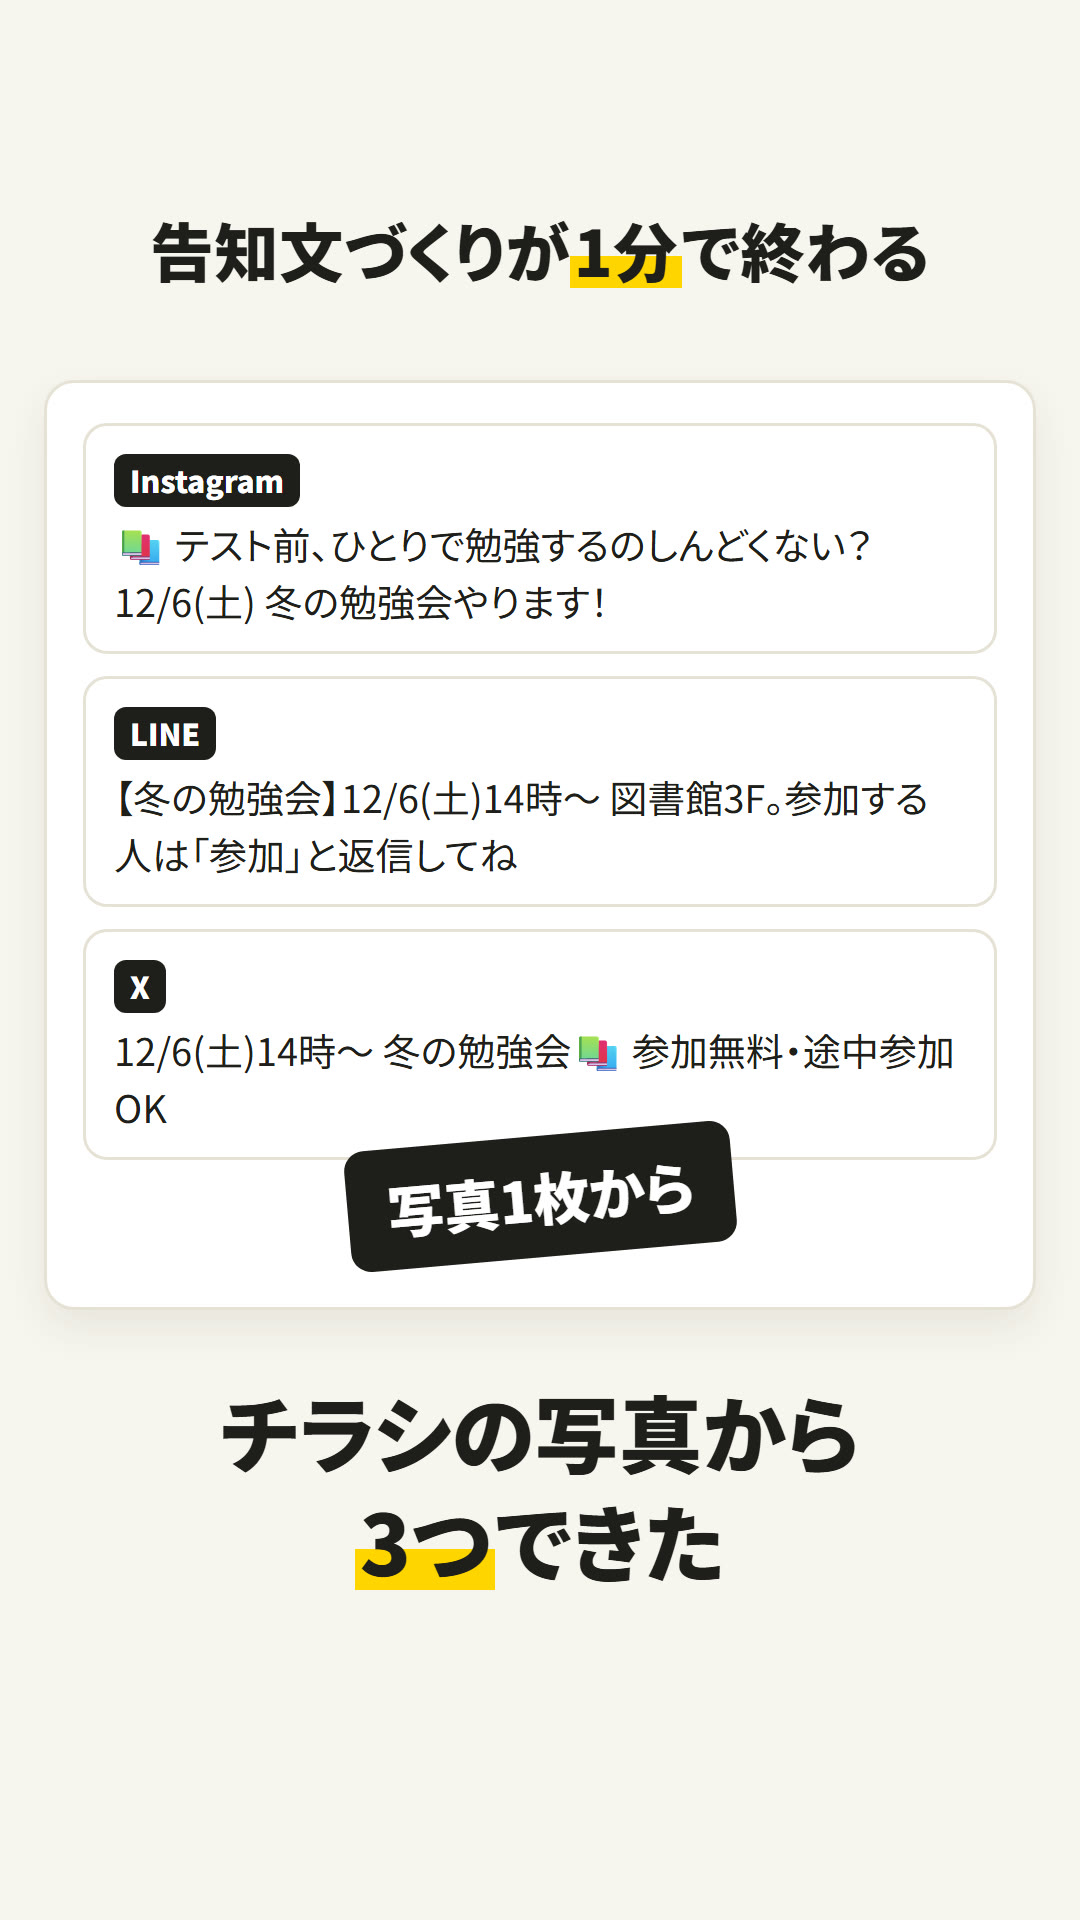 告知文づくりが1分で終わる
Instagram
📚 テスト前、ひとりで勉強するのしんどくない?
12/6(土) 冬の勉強会やります!
LINE
【冬の勉強会】12/6(土)14時〜 図書館3F。参加する
人は「参加」と返信してね
X
12/6(土)14時〜 冬の勉強会📚 参加無料・途中参加
OK
写真1枚から
チラシの写真から
3つできた